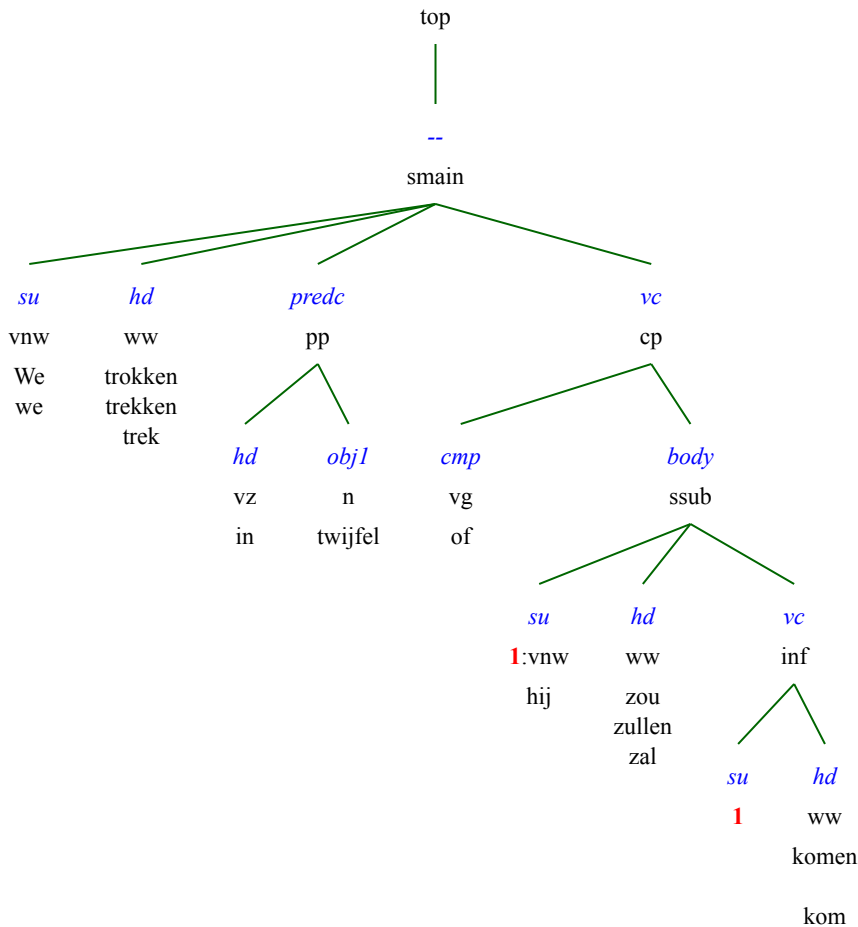 top
--
smain
su hd predc vc
vnw ww pp cp
We trokken
we trekken
trek
hd obj1 cmp body
vz n vg ssub
in twijfel of
su hd vc
1:vnw ww inf
hij zou
zullen
zal
su hd
1 ww
komen
kom